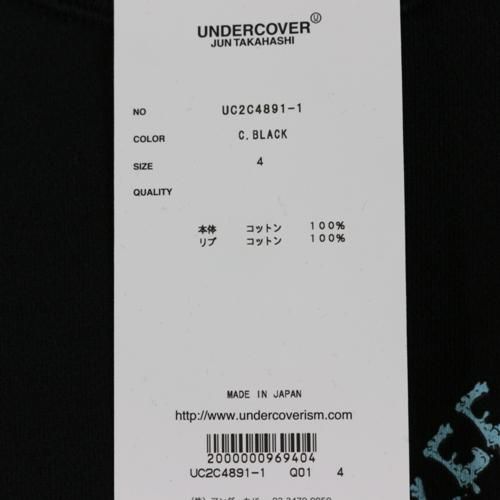 UNDERCOVER U
JUN TAKAHASHI
NO UC2C4891-1
COLOR C.BLACK
SIZE 4
QUALITY
本体 コットン 100%
リブ コットン 100%
MADE IN JAPAN
http://www.undercoverism.com
2000000969404
UC2C4891-1 Q01 4